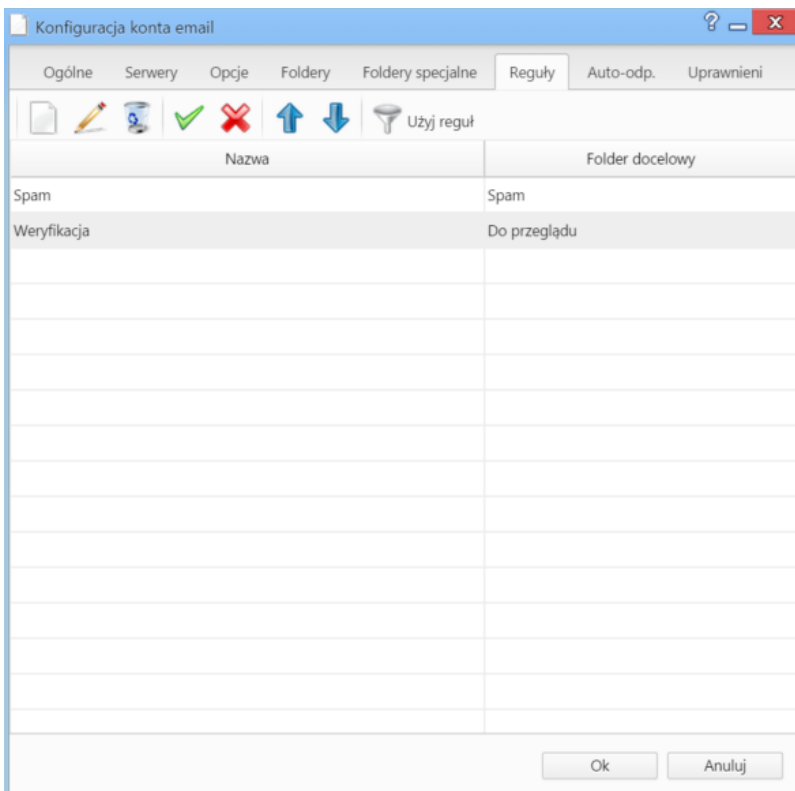 Konfiguracja konta email
Ogólne Serwery Opcje Foldery Foldery specjalne Reguły Auto-odp. Uprawnieni
Użyj reguł
Nazwa Folder docelowy
Spam Spam
Weryfikacja Do przeglądu
Ok Anuluj